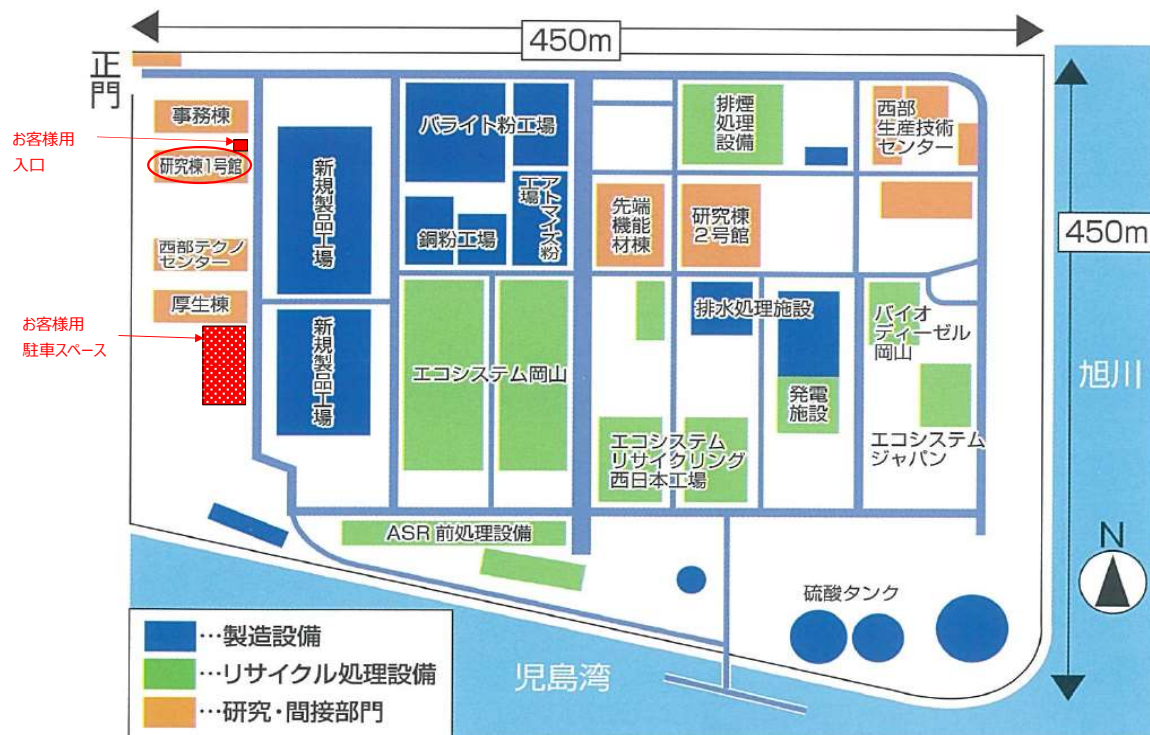 450m
正門
事務棟
お客様用
入口
研究棟1号館
西部テクノ
センター
厚生棟
お客様用
駐車スペース
新規製品工場
新規製品工場
バライト粉工場
アトマイズ粉
工場
銅粉工場
エコシステム岡山
ASR 前処理設備
排煙
処理
設備
先端
機能
材棟
研究棟
2号館
西部
生産技術
センター
排水処理施設
発電
施設
バイオ
ディーゼル
岡山
エコシステム
リサイクリング
西日本工場
エコシステム
ジャパン
450m
旭川
N
硫酸タンク
児島湾
…製造設備
…リサイクル処理設備
…研究・間接部門